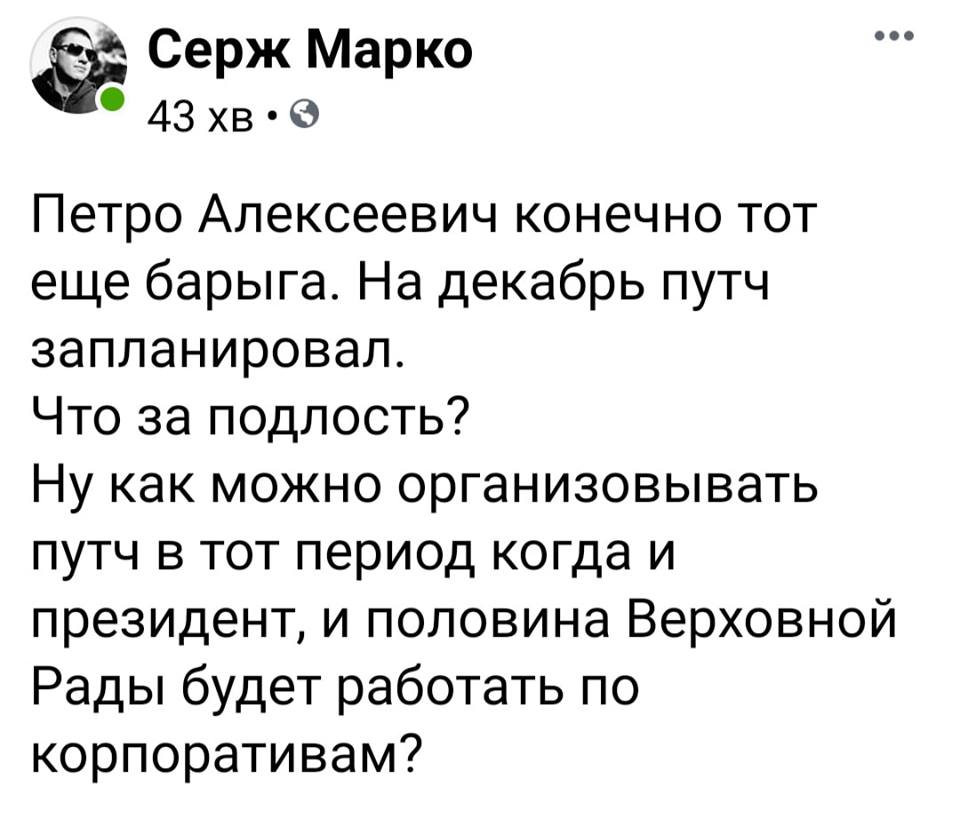 Серж Марко
43 хв •
Петро Алексеевич конечно тот
еще барыга. На декабрь путч
запланировал.
Что за подлость?
Ну как можно организовывать
путч в тот период когда и
президент, и половина Верховной
Рады будет работать по
корпоративам?